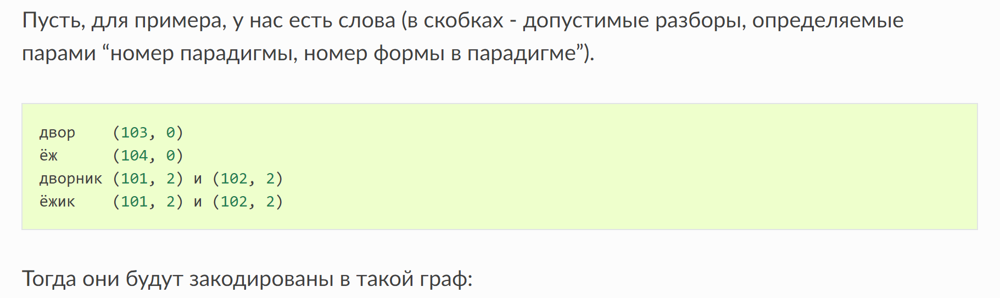 Пусть, для примера, у нас есть слова (в скобках - допустимые разборы, определяемые
парами “номер парадигмы, номер формы в парадигме”).
двор    (103, 0)
ёж      (104, 0)
дворник (101, 2) и (102, 2)
ёжик    (101, 2) и (102, 2)
Тогда они будут закодированы в такой граф: